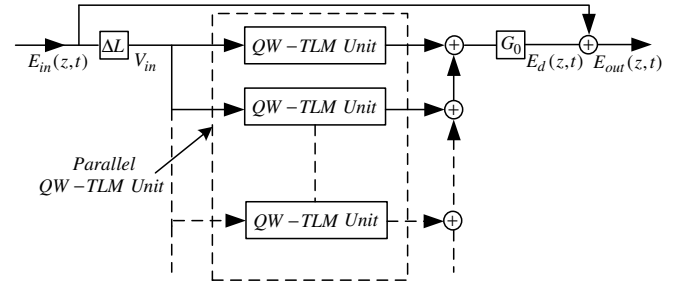 E_in(z,t)
ΔL
V_in
QW-TLM Unit
G_0
E_d(z,t)
E_out(z,t)
QW-TLM Unit
Parallel
QW-TLM Unit
QW-TLM Unit